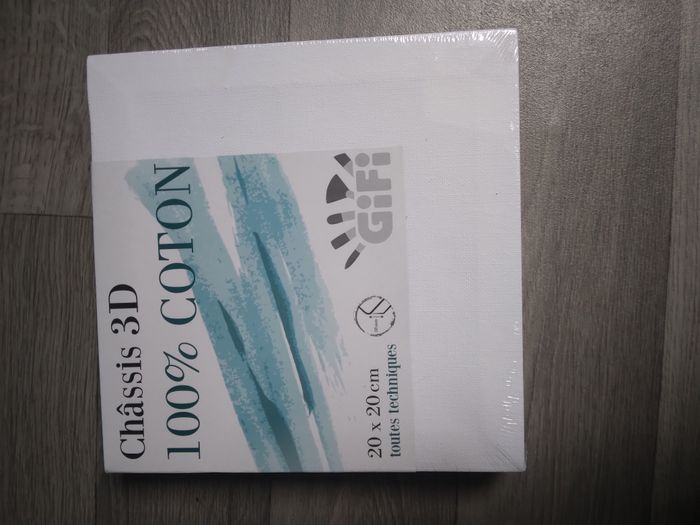 Châssis 3D
100% COTON
GiFi
20 x 20 cm
toutes techniques